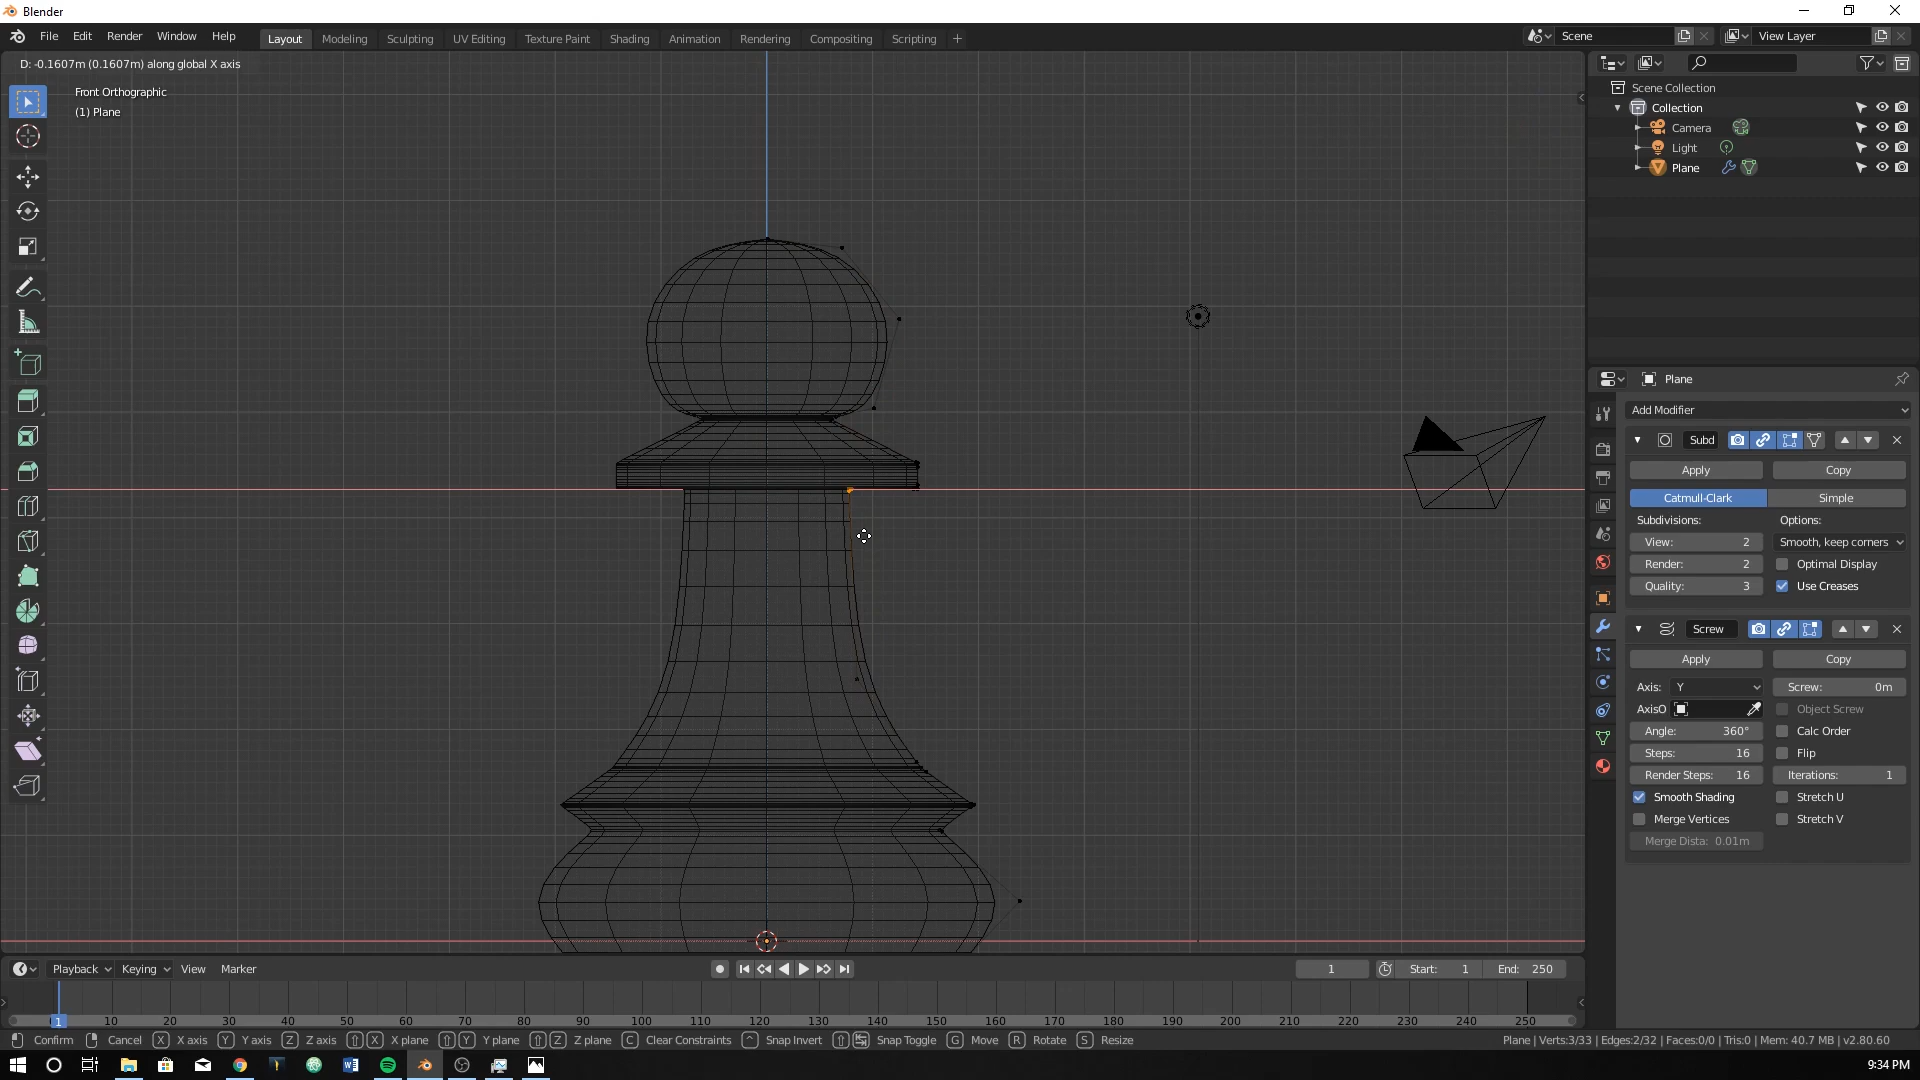 Blender
File Edit Render Window Help
Layout Modeling Sculpting UV Editing Texture Paint Shading Animation Rendering Compositing Scripting +
Scene
View Layer
D: -0.1607m (0.1607m) along global X axis
Front Orthographic
(1) Plane
Scene Collection
Collection
Camera
Light
Plane
Plane
Add Modifier
Subd
Apply Copy
Catmull-Clark Simple
Subdivisions: Options:
View: 2 Smooth, keep corners
Render: 2 Optimal Display
Quality: 3 Use Creases
Screw
Apply Copy
Axis: Y Screw: 0m
AxisO Object Screw
Angle: 360° Calc Order
Steps: 16 Flip
Render Steps: 16 Iterations: 1
Smooth Shading Stretch U
Merge Vertices Stretch V
Merge Dista: 0.01m
Playback Keying View Marker 1 Start: 1 End: 250
1 10 20 30 40 50 60 70 80 90 100 110 120 130 140 150 160 170 180 190 200 210 220 230 240 250
Confirm Cancel X X axis Y Y axis Z Z axis X X plane Y Y plane Z Z plane C Clear Constraints ^ Snap Invert Snap Toggle G Move R Rotate S Resize Plane | Verts:3/33 | Edges:2/32 | Faces:0/0 | Tris:0 | Mem: 40.7 MB | v2.80.60
9:34 PM